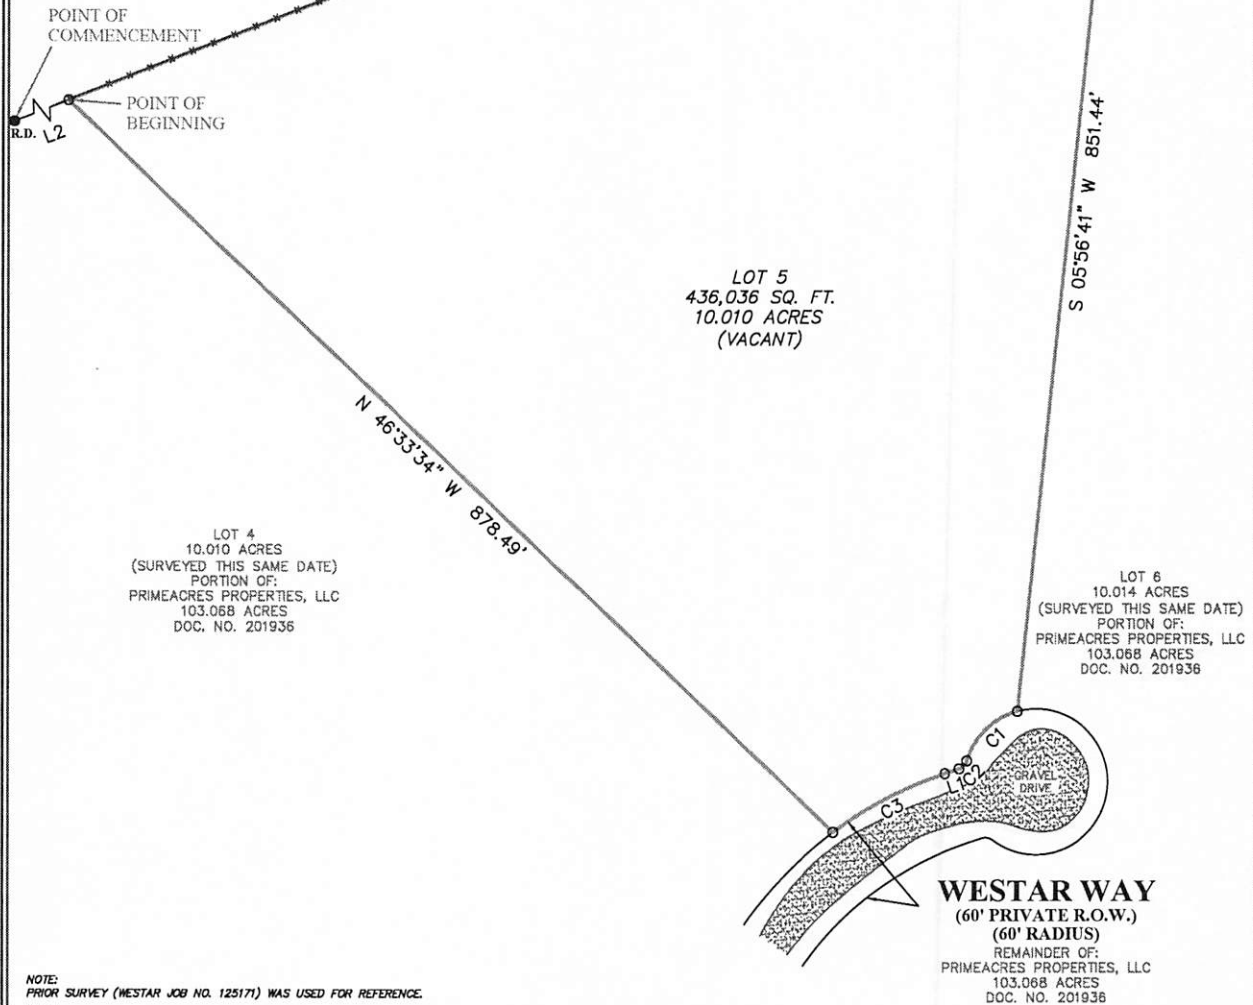 POINT OF
COMMENCEMENT
POINT OF
BEGINNING
R.D.
L2
S 05°56'41" W 851.44'
LOT 5
436,036 SQ. FT.
10.010 ACRES
(VACANT)
N 46°33'34" W 878.49'
LOT 4
10.010 ACRES
(SURVEYED THIS SAME DATE)
PORTION OF:
PRIMEACRES PROPERTIES, LLC
103.068 ACRES
DOC. NO. 201936
LOT 6
10.014 ACRES
(SURVEYED THIS SAME DATE)
PORTION OF:
PRIMEACRES PROPERTIES, LLC
103.068 ACRES
DOC. NO. 201936
C1
L1
C2
C3
GRAVEL
DRIVE
WESTAR WAY
(60' PRIVATE R.O.W.)
(60' RADIUS)
REMAINDER OF:
PRIMEACRES PROPERTIES, LLC
103.068 ACRES
DOC. NO. 201936
NOTE:
PRIOR SURVEY (WESTAR JOB NO. 125171) WAS USED FOR REFERENCE.